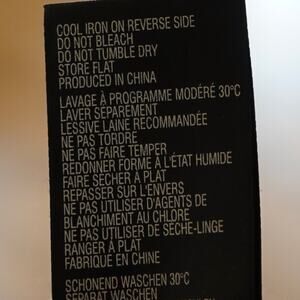 COOL IRON ON REVERSE SIDE
DO NOT BLEACH
DO NOT TUMBLE DRY
STORE FLAT
PRODUCED IN CHINA
LAVAGE À PROGRAMME MODÉRÉ 30°C
LAVER SÉPARÉMENT
LESSIVE LAINE RECOMMANDÉE
NE PAS TORDRE
NE PAS FAIRE TEMPER
REDONNER FORME À L'ÉTAT HUMIDE
FAIRE SÉCHER À PLAT
REPASSER SUR L'ENVERS
NE PAS UTILISER D'AGENTS DE
BLANCHIMENT AU CHLORE
NE PAS UTILISER DE SÈCHE-LINGE
RANGER À PLAT
FABRIQUÉ EN CHINE
SCHONEND WASCHEN 30°C
SEPARAT WASCHEN